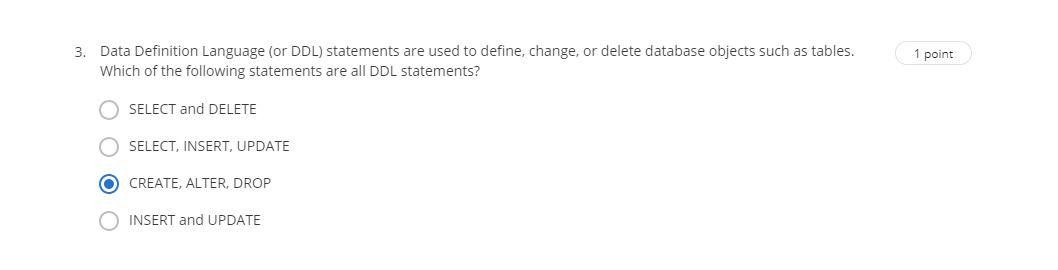 3. Data Definition Language (or DDL) statements are used to define, change, or delete database objects such as tables.
1 point
Which of the following statements are all DDL statements?
SELECT and DELETE
SELECT, INSERT, UPDATE
CREATE, ALTER, DROP
INSERT and UPDATE